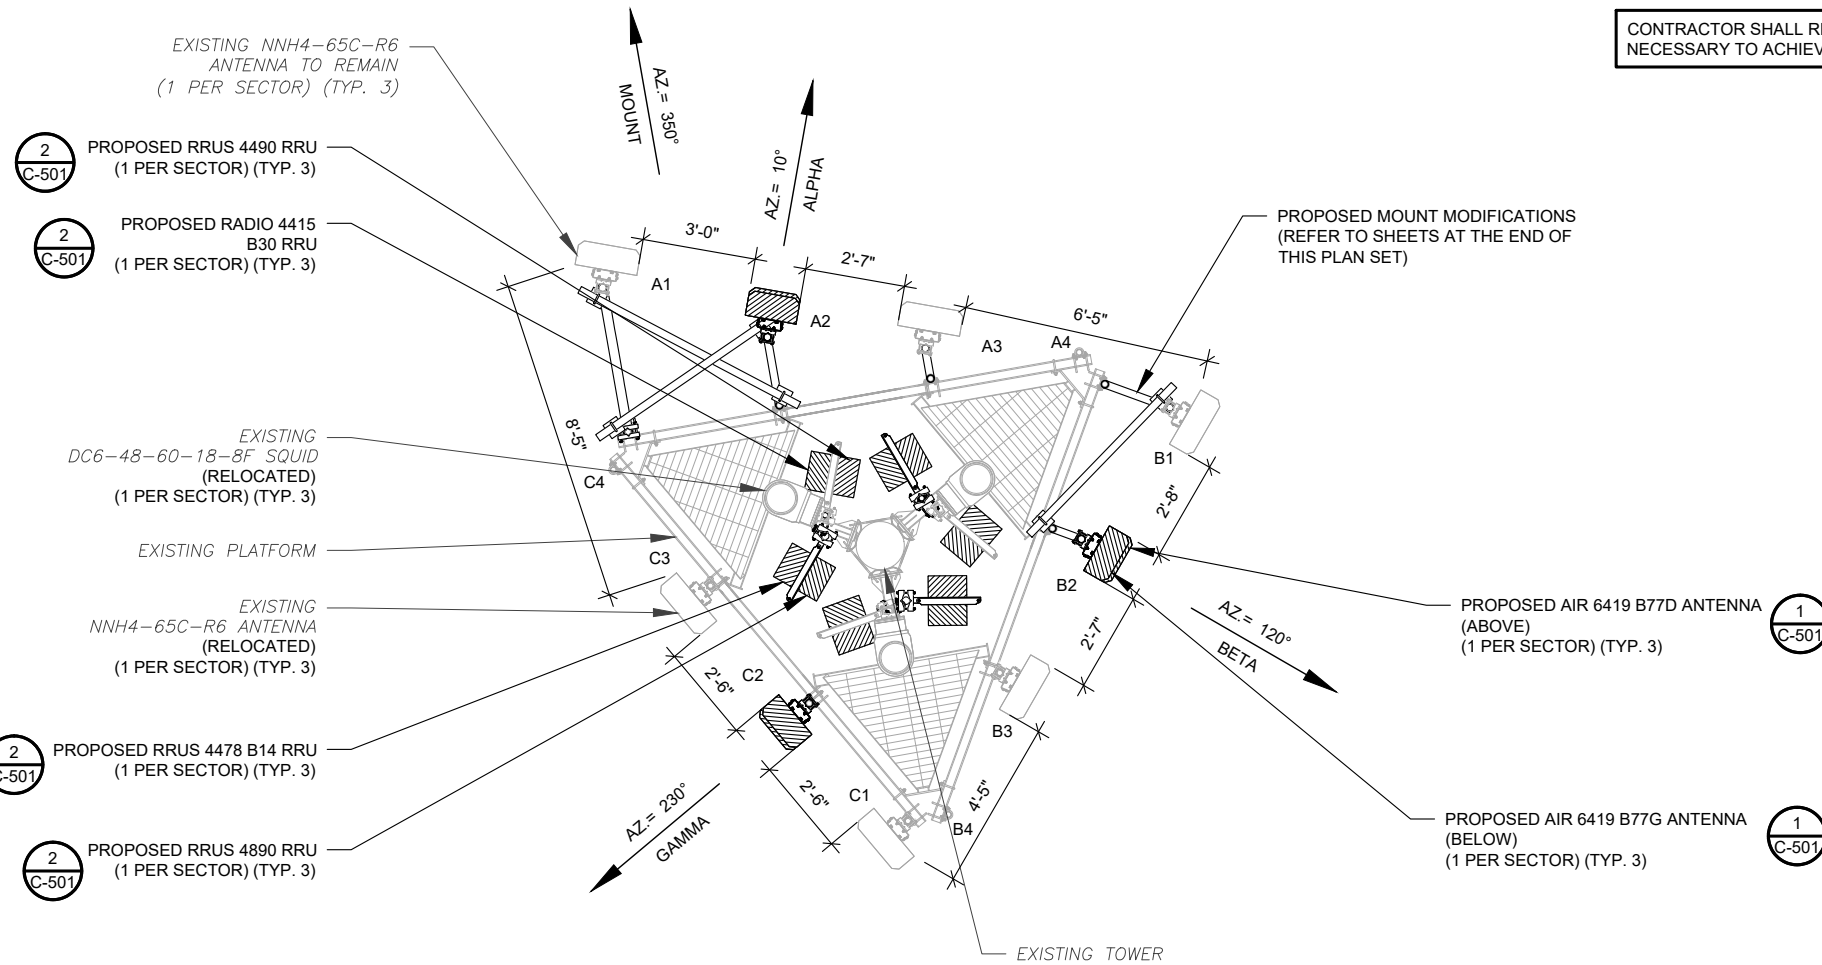 EXISTING NNH4-65C-R6
ANTENNA TO REMAIN
(1 PER SECTOR) (TYP. 3)
2
C-501
PROPOSED RRUS 4490 RRU
(1 PER SECTOR) (TYP. 3)
2
C-501
PROPOSED RADIO 4415
B30 RRU
(1 PER SECTOR) (TYP. 3)
EXISTING
DC6-48-60-18-8F SQUID
(RELOCATED)
(1 PER SECTOR) (TYP. 3)
EXISTING PLATFORM
EXISTING
NNH4-65C-R6 ANTENNA
(RELOCATED)
(1 PER SECTOR) (TYP. 3)
2
C-501
PROPOSED RRUS 4478 B14 RRU
(1 PER SECTOR) (TYP. 3)
2
C-501
PROPOSED RRUS 4890 RRU
(1 PER SECTOR) (TYP. 3)
AZ.= 350°
MOUNT
AZ.= 10°
ALPHA
3'-0"
2'-7"
6'-5"
A1
A2
A3
A4
8'-5"
C4
C3
C2
C1
2'-6"
2'-6"
AZ.= 230°
GAMMA
B1
2'-8"
B2
2'-7"
B3
4'-5"
B4
AZ.= 120°
BETA
EXISTING TOWER
CONTRACTOR SHALL
NECESSARY TO
PROPOSED MOUNT MODIFICATIONS
(REFER TO SHEETS AT THE END OF
THIS PLAN SET)
PROPOSED AIR 6419 B77D ANTENNA
(ABOVE)
(1 PER SECTOR) (TYP. 3)
1
C-501
PROPOSED AIR 6419 B77G ANTENNA
(BELOW)
(1 PER SECTOR) (TYP. 3)
1
C-501